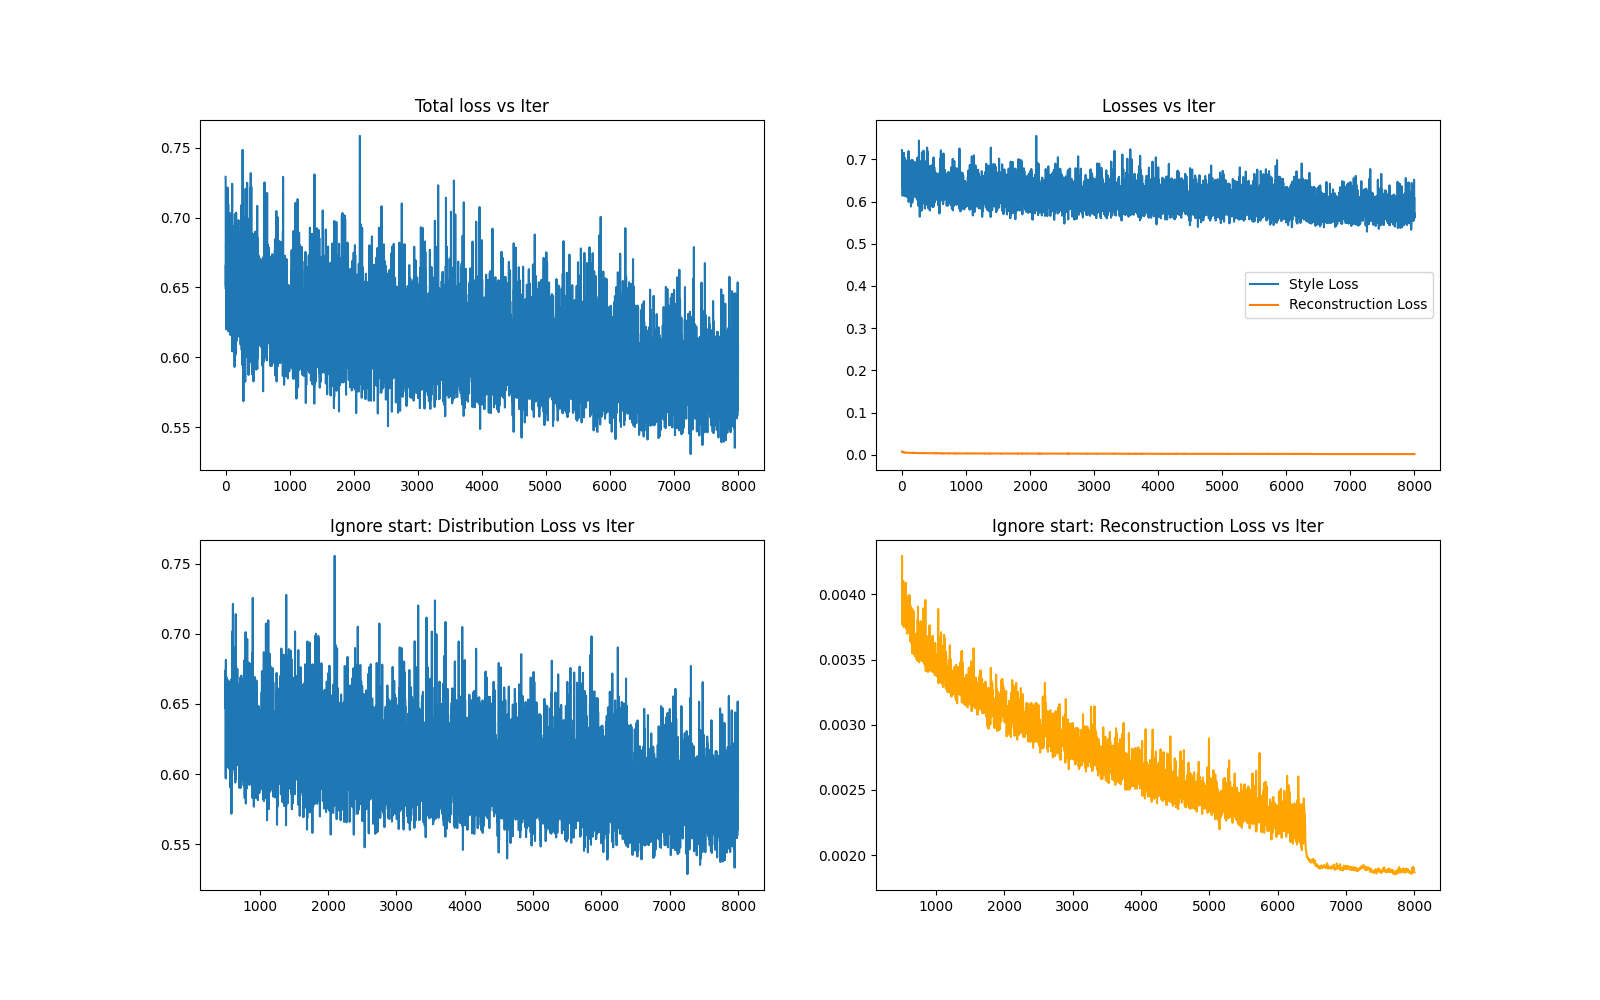 Total loss vs Iter
0.75
0.70
0.65
0.60
0.55
0 1000 2000 3000 4000 5000 6000 7000 8000
Losses vs Iter
0.7
0.6
0.5
0.4
0.3
0.2
0.1
0.0
Style Loss
Reconstruction Loss
0 1000 2000 3000 4000 5000 6000 7000 8000
Ignore start: Distribution Loss vs Iter
0.75
0.70
0.65
0.60
0.55
1000 2000 3000 4000 5000 6000 7000 8000
Ignore start: Reconstruction Loss vs Iter
0.0040
0.0035
0.0030
0.0025
0.0020
1000 2000 3000 4000 5000 6000 7000 8000